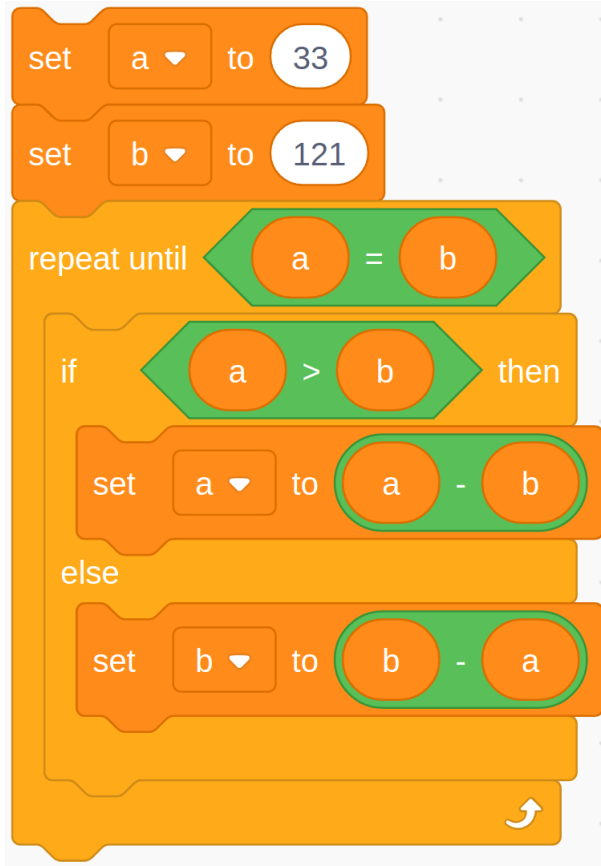 set a to 33
set b to 121
repeat until a = b
if a > b then
set a to a - b
else
set b to b - a